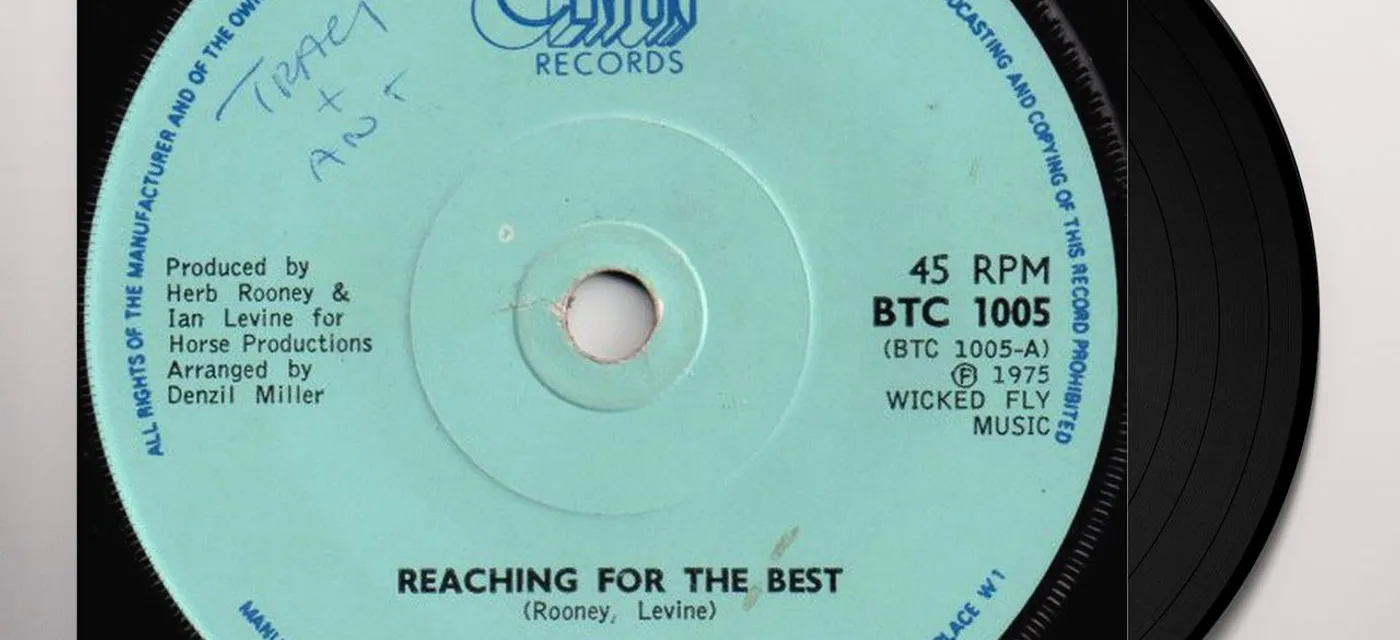 RECORDS
TRACY
+
ANT
ALL RIGHTS OF THE MANUFACTURER AND OF THE
CASTING AND COPYING OF THIS RECORD PROHIBITED
Produced by
Herb Rooney &
Ian Levine for
Horse Productions
Arranged by
Denzil Miller
45 RPM
BTC 1005
(BTC 1005-A)
Ⓟ 1975
WICKED FLY
MUSIC
REACHING FOR THE BEST
(Rooney, Levine)
PLACE W1